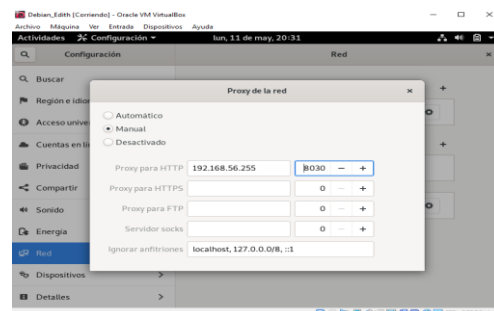 Debian_Edith [Corriendo] - Oracle VM VirtualBox
Archivo Máquina Ver Entrada Dispositivos Ayuda
Actividades Configuración lun, 11 de may, 20:31
Configuración Red
Buscar
Región e idior
Acceso unive
Cuentas en lí
Privacidad
Compartir
Sonido
Energía
Red
Dispositivos
Detalles
Proxy de la red
Automático
Manual
Desactivado
Proxy para HTTP 192.168.56.255 8030 − +
Proxy para HTTPS 0 − +
Proxy para FTP 0 − +
Servidor socks 0 − +
Ignorar anfitriones localhost, 127.0.0.0/8, ::1